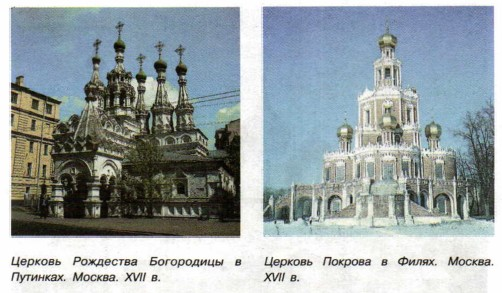 Церковь Рождества Богородицы в
Путинках. Москва. XVII в.
Церковь Покрова в Филях. Москва.
XVII в.